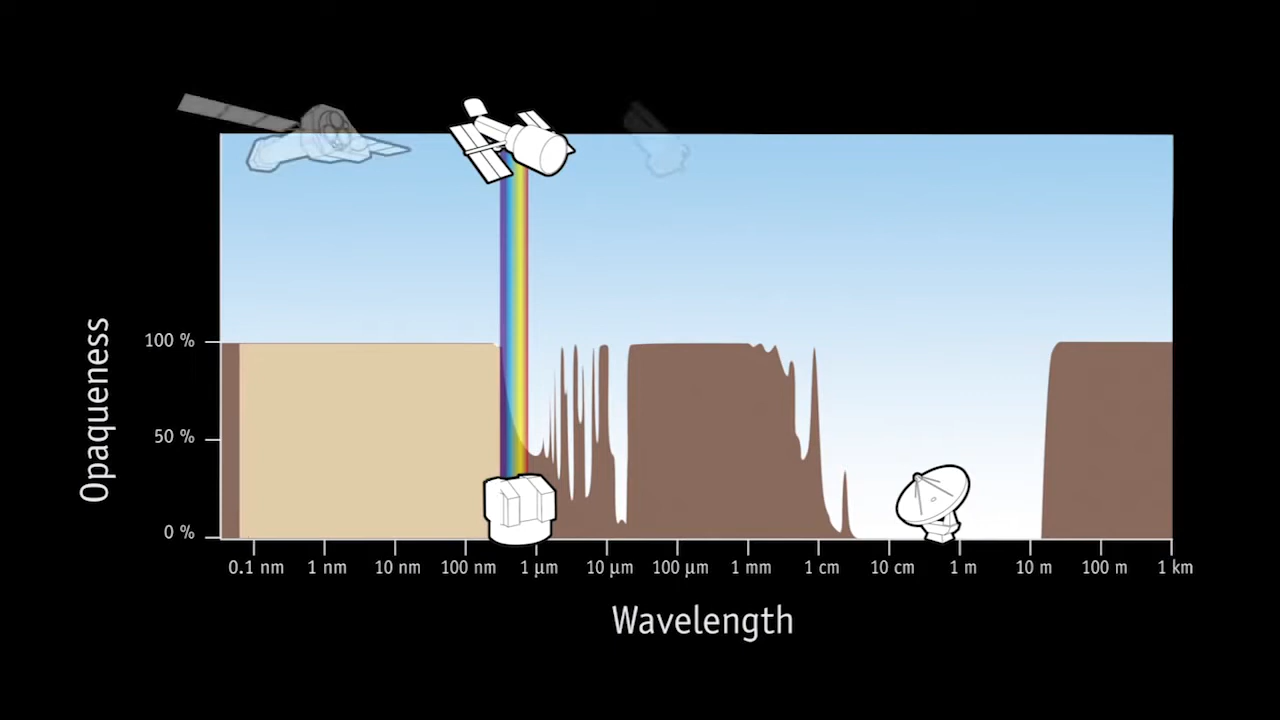 Opaqueness
100 %
50 %
0 %
0.1 nm 1 nm 10 nm 100 nm 1 µm 10 µm 100 µm 1 mm 1 cm 10 cm 1 m 10 m 100 m 1 km
Wavelength